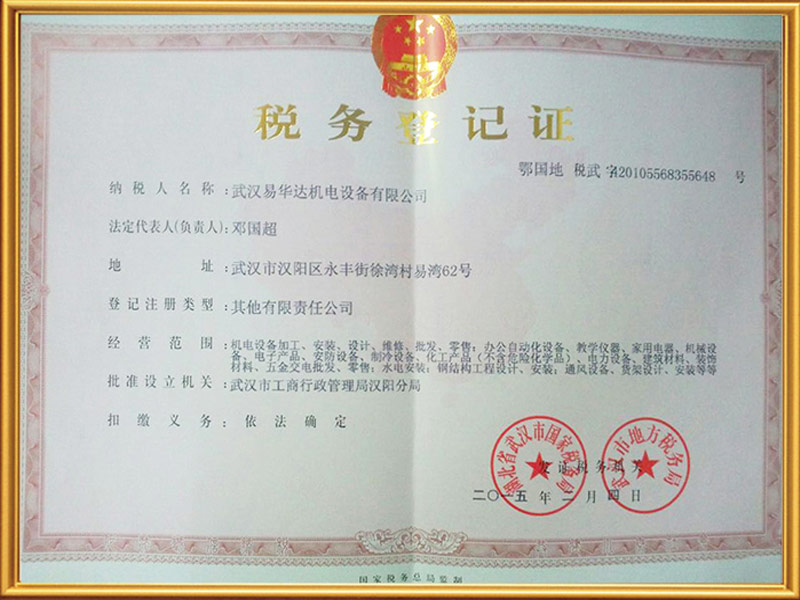 税务登记证
鄂国地 税武 字420105568355648 号
纳税人名称：武汉易华达机电设备有限公司
法定代表人(负责人)：邓国超
地 址：武汉市汉阳区永丰街徐湾村易湾62号
登记注册类型：其他有限责任公司
经营范围：机电设备加工、安装、设计、维修、批发、零售；办公自动化设备、教学仪器、家用电器、机械设
备、电子产品、安防设备、制冷设备、化工产品（不含危险化学品）、电力设备、建筑材料、装饰
材料、五金交电批发、零售；水电安装；钢结构工程设计、安装；通风设备、货架设计、安装等等
批准设立机关：武汉市工商行政管理局汉阳分局
扣缴义务：依法确定
湖北省武汉市国家税务局
武汉市地方税务局
发证税务机关
二〇一五年二月四日
国家税务总局监制